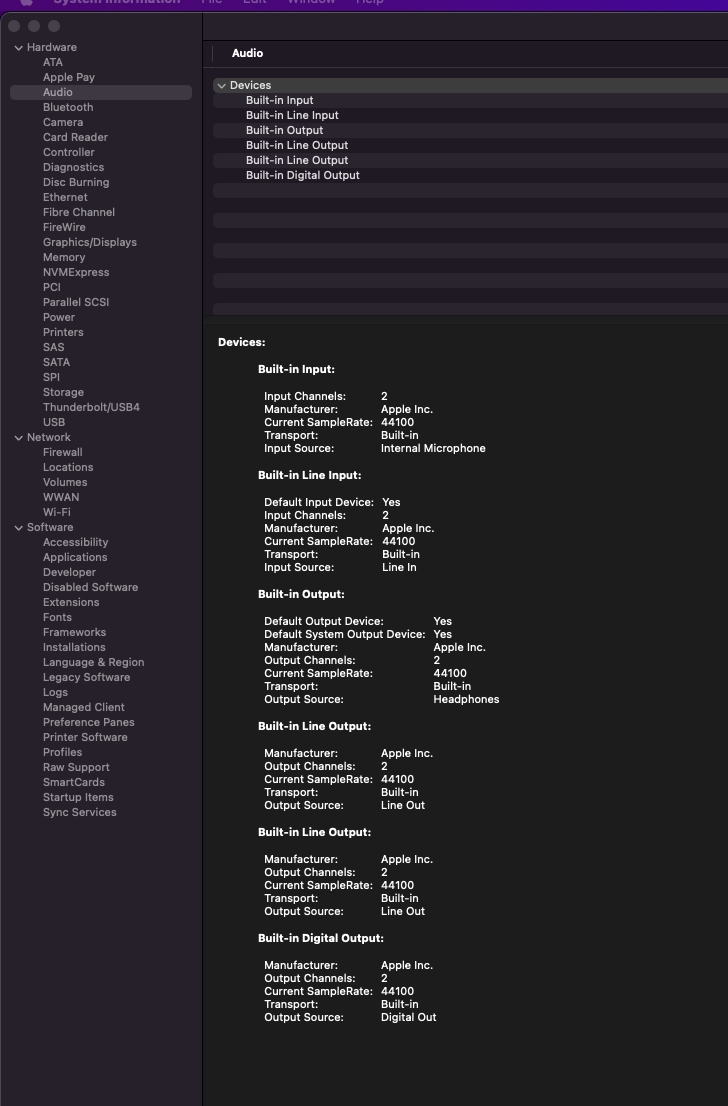 System Information File Edit Window Help
Hardware
ATA
Apple Pay
Audio
Bluetooth
Camera
Card Reader
Controller
Diagnostics
Disc Burning
Ethernet
Fibre Channel
FireWire
Graphics/Displays
Memory
NVMExpress
PCI
Parallel SCSI
Power
Printers
SAS
SATA
SPI
Storage
Thunderbolt/USB4
USB
Network
Firewall
Locations
Volumes
WWAN
Wi-Fi
Software
Accessibility
Applications
Developer
Disabled Software
Extensions
Fonts
Frameworks
Installations
Language & Region
Legacy Software
Logs
Managed Client
Preference Panes
Printer Software
Profiles
Raw Support
SmartCards
Startup Items
Sync Services
Audio
Devices
Built-in Input
Built-in Line Input
Built-in Output
Built-in Line Output
Built-in Line Output
Built-in Digital Output
Devices:
Built-in Input:
Input Channels: 2
Manufacturer: Apple Inc.
Current SampleRate: 44100
Transport: Built-in
Input Source: Internal Microphone
Built-in Line Input:
Default Input Device: Yes
Input Channels: 2
Manufacturer: Apple Inc.
Current SampleRate: 44100
Transport: Built-in
Input Source: Line In
Built-in Output:
Default Output Device: Yes
Default System Output Device: Yes
Manufacturer: Apple Inc.
Output Channels: 2
Current SampleRate: 44100
Transport: Built-in
Output Source: Headphones
Built-in Line Output:
Manufacturer: Apple Inc.
Output Channels: 2
Current SampleRate: 44100
Transport: Built-in
Output Source: Line Out
Built-in Line Output:
Manufacturer: Apple Inc.
Output Channels: 2
Current SampleRate: 44100
Transport: Built-in
Output Source: Line Out
Built-in Digital Output:
Manufacturer: Apple Inc.
Output Channels: 2
Current SampleRate: 44100
Transport: Built-in
Output Source: Digital Out